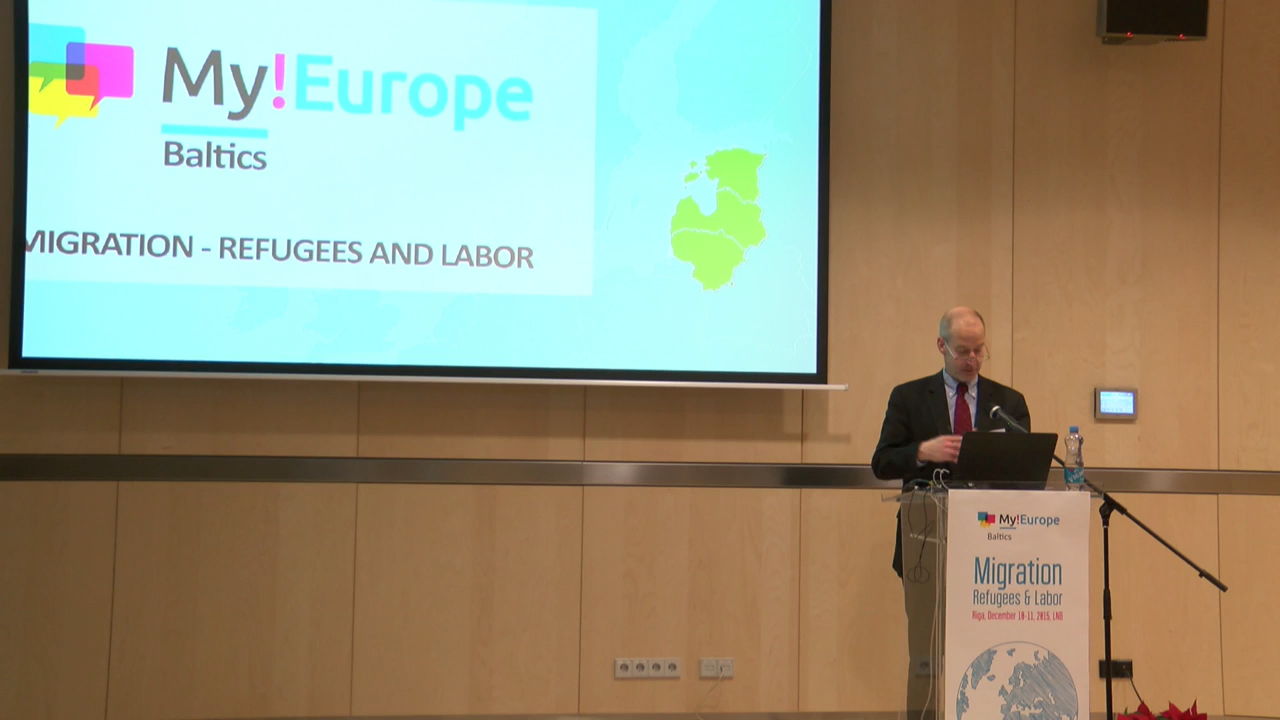 My!Europe
Baltics
MIGRATION - REFUGEES AND LABOR
My!Europe
Baltics
Migration
Refugees & Labor
Riga, December 10-11, 2015, LNB